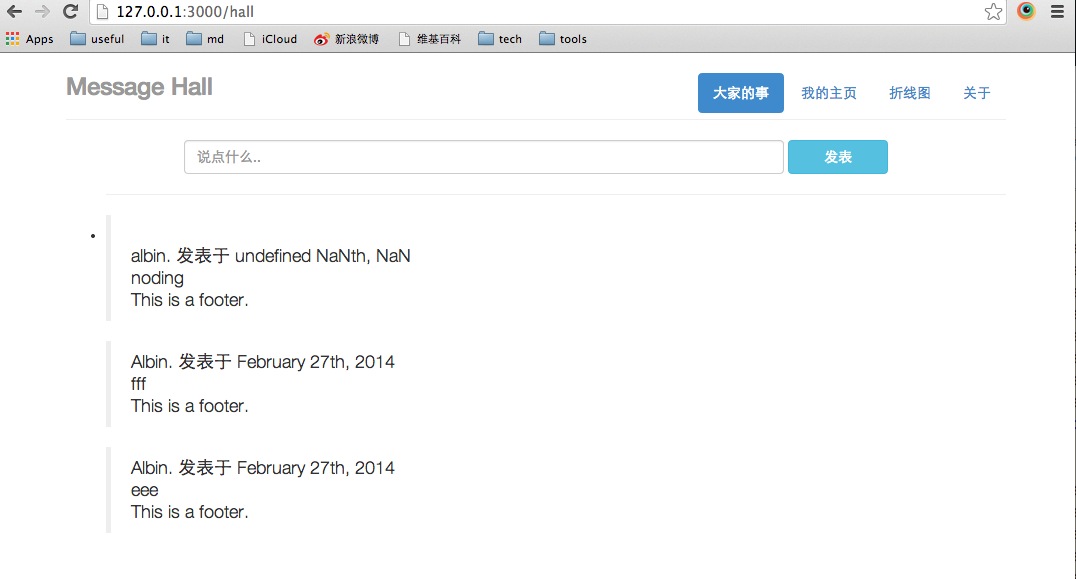 127.0.0.1:3000/hall
Apps useful it md iCloud 新浪微博 维基百科 tech tools
Message Hall 大家的事 我的主页 折线图 关于
说点什么.. 发表
albin. 发表于 undefined NaNth, NaN
noding
This is a footer.
Albin. 发表于 February 27th, 2014
fff
This is a footer.
Albin. 发表于 February 27th, 2014
eee
This is a footer.